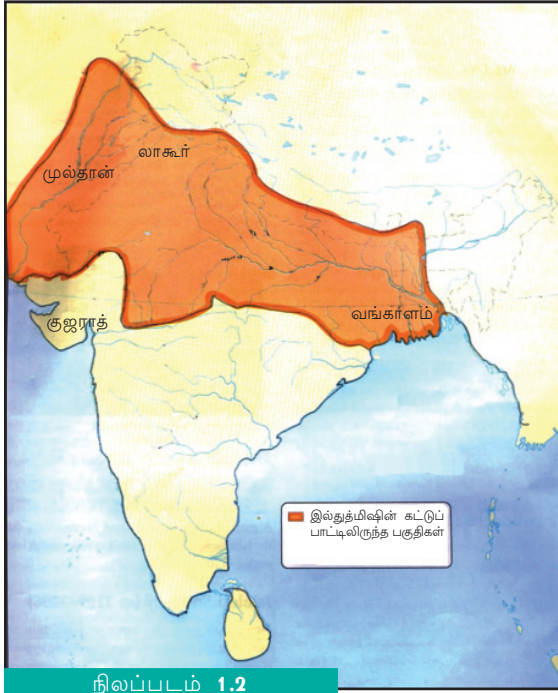 லாகூர்
முல்தான்
குஜராத்
வங்காளம்
இல்துத்மிஷின் கட்டுப்
பாட்டிலிருந்த பகுதிகள்
நிலப்படம் 1.2